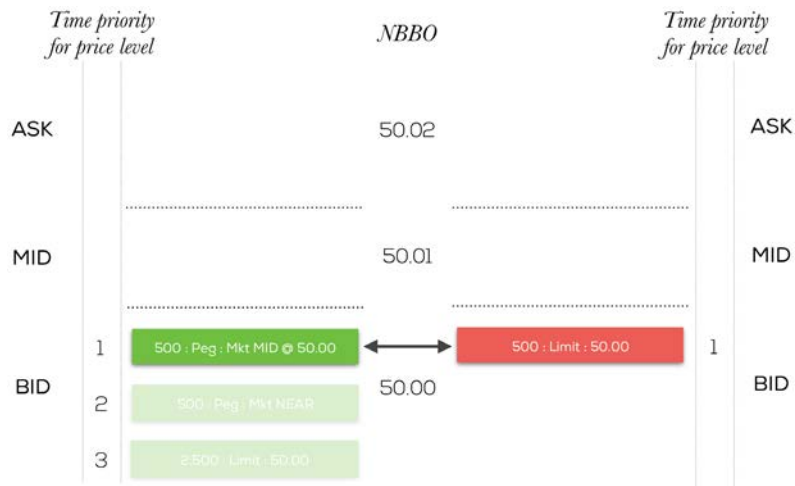 Time priority
for price level
NBBO
Time priority
for price level
ASK
50.02
ASK
MID
50.01
MID
1
500 : Peg : Mkt MID @ 50.00
500 : Limit : 50.00
1
BID
50.00
BID
2
500 : Peg : Mkt NEAR
3
2,500 : Limit : 50.00